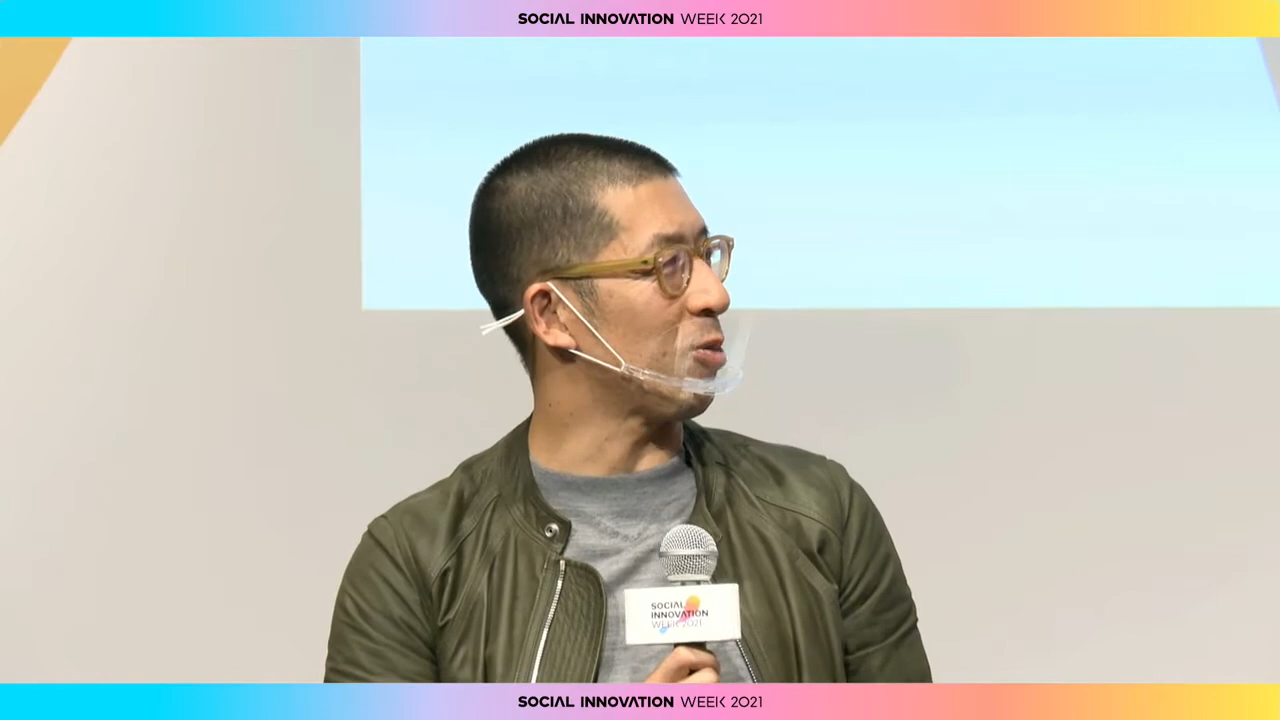 SOCIAL INNOVATION WEEK 2021
SOCIAL
INNOVATION
WEEK 2021
SOCIAL INNOVATION WEEK 2021